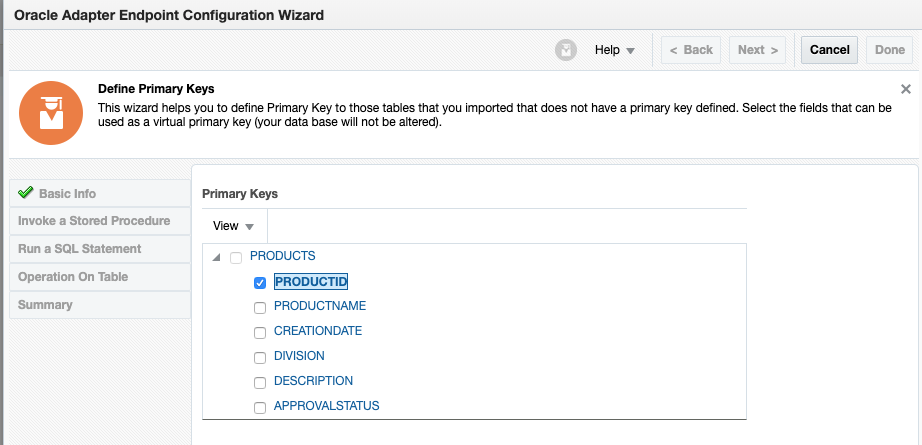 Oracle Adapter Endpoint Configuration Wizard
Help
< Back
Next >
Cancel
Done
Define Primary Keys
This wizard helps you to define Primary Key to those tables that you imported that does not have a primary key defined. Select the fields that can be
used as a virtual primary key (your data base will not be altered).
Basic Info
Invoke a Stored Procedure
Run a SQL Statement
Operation On Table
Summary
Primary Keys
View
PRODUCTS
PRODUCTID
PRODUCTNAME
CREATIONDATE
DIVISION
DESCRIPTION
APPROVALSTATUS